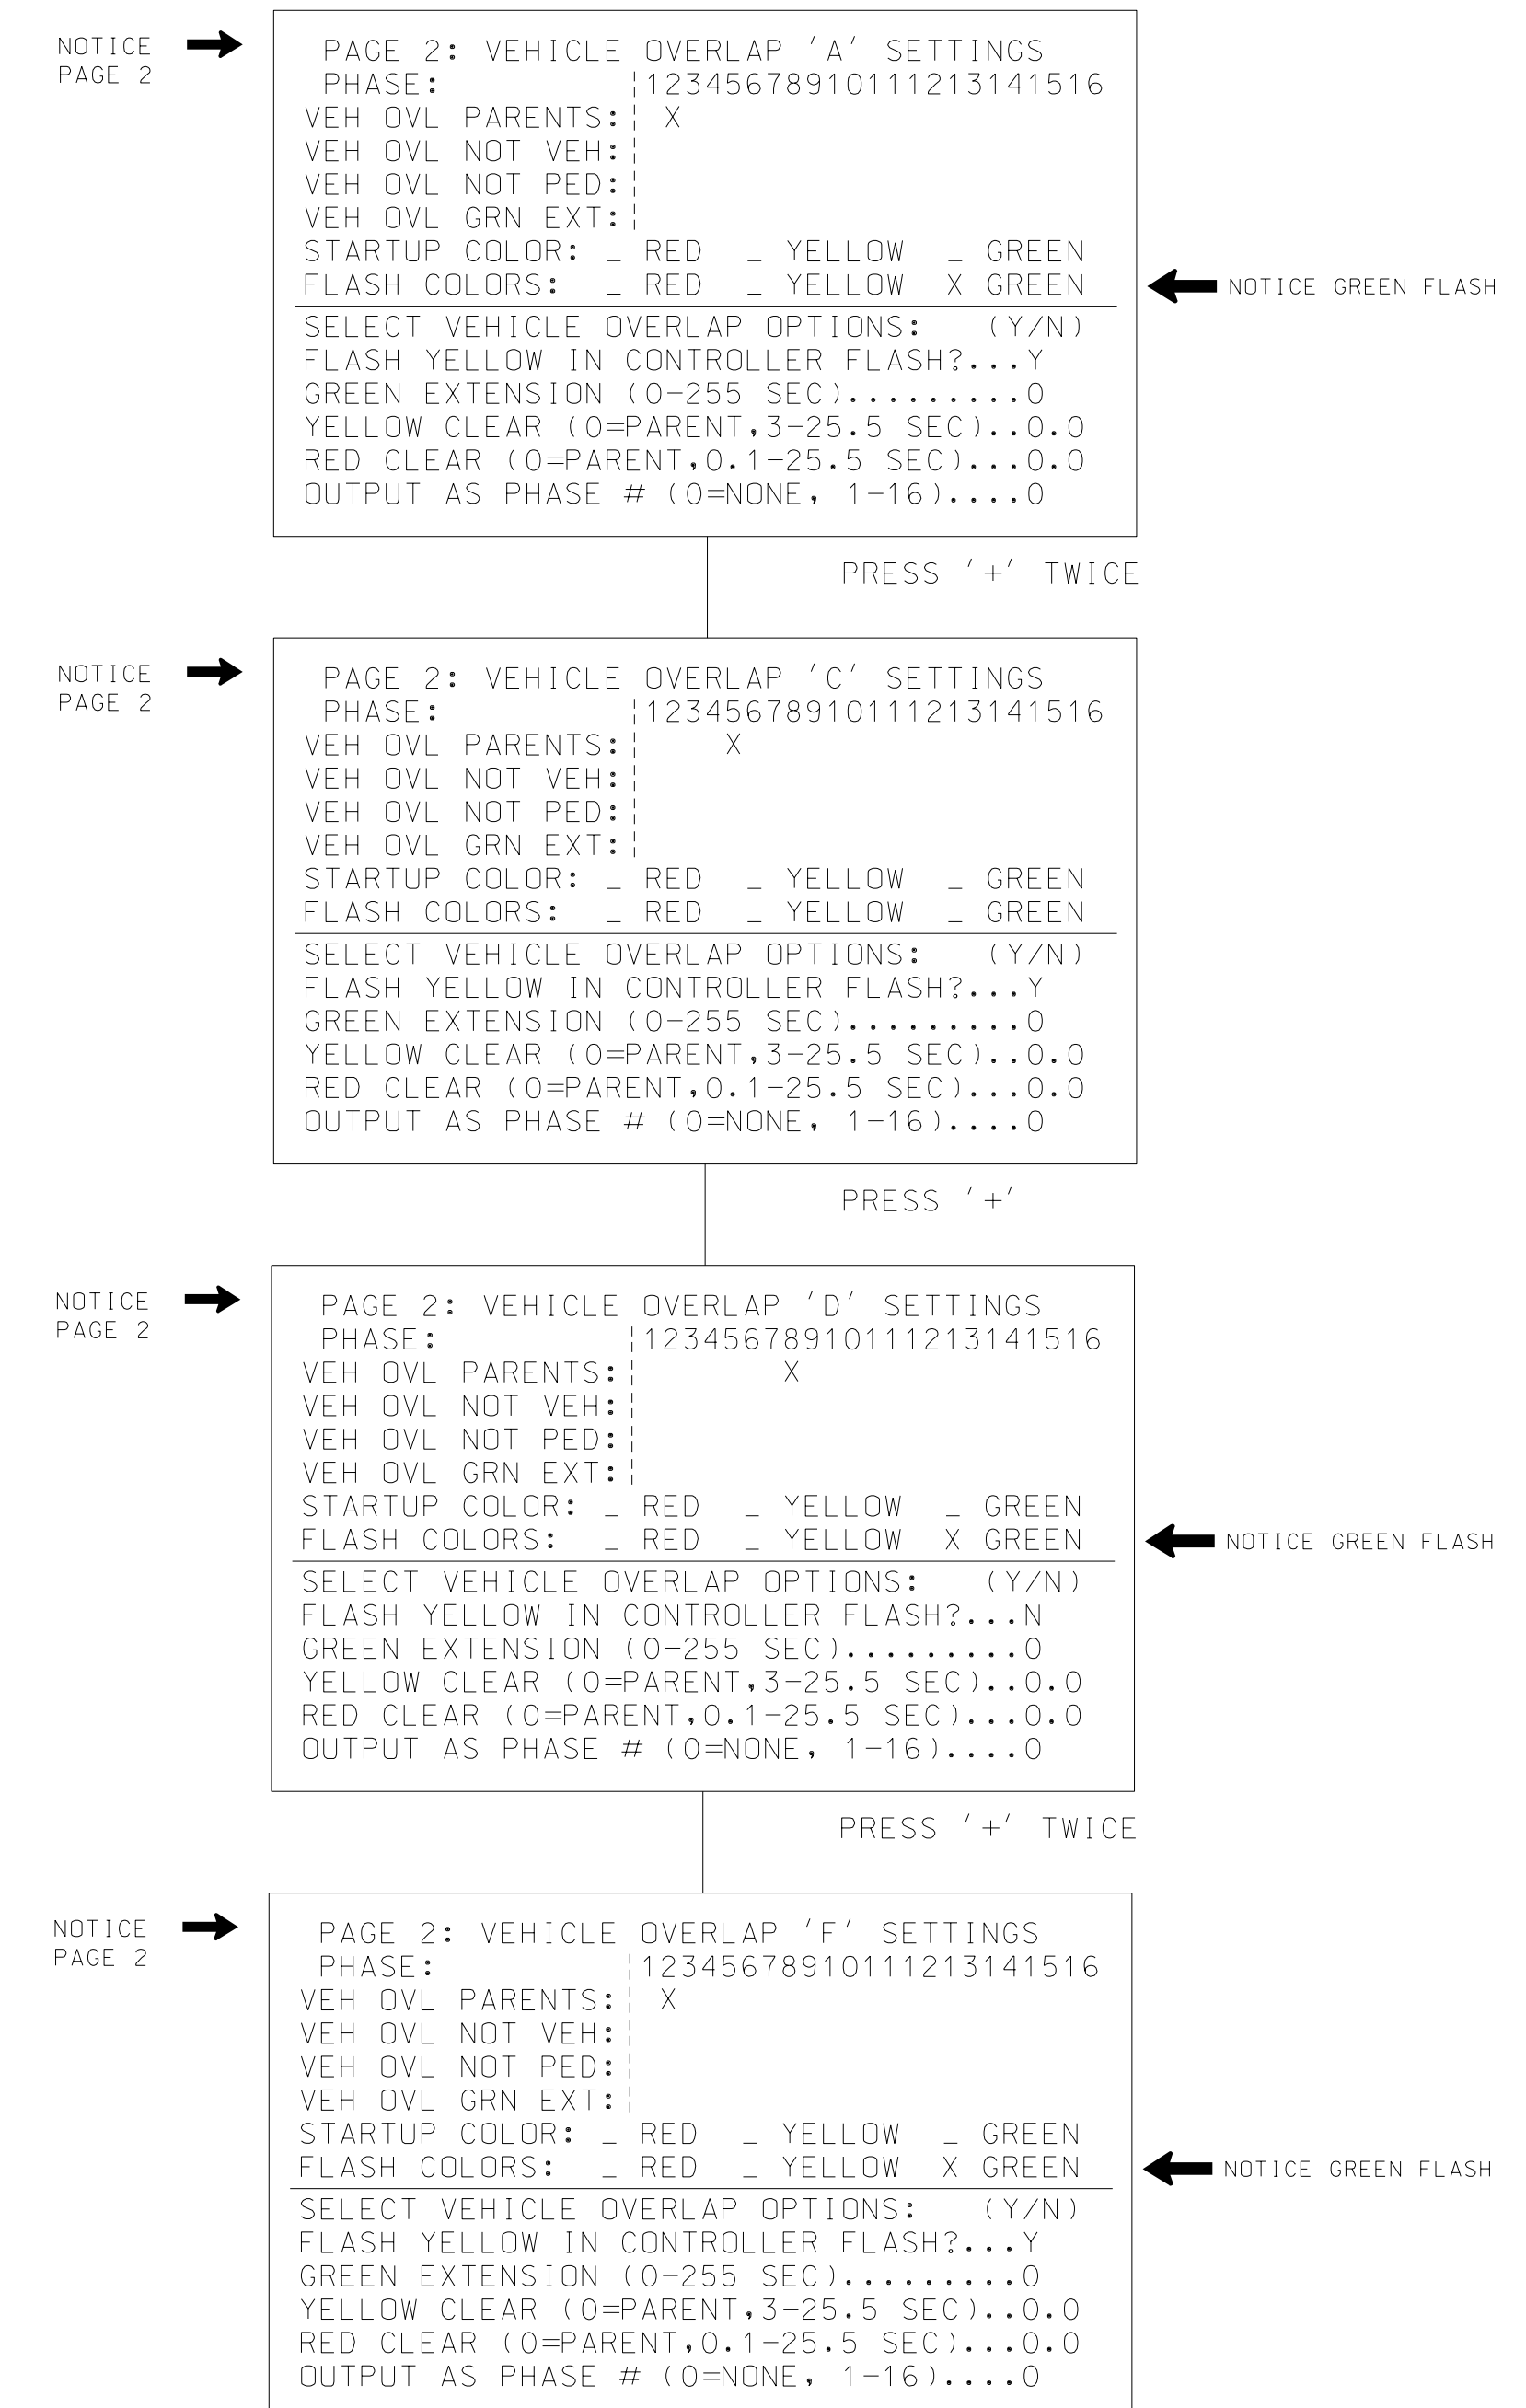 NOTICE
PAGE 2
PAGE 2: VEHICLE OVERLAP 'A' SETTINGS
PHASE: |12345678910111213141516
VEH OVL PARENTS:| X
VEH OVL NOT VEH:|
VEH OVL NOT PED:|
VEH OVL GRN EXT:|
STARTUP COLOR: _ RED _ YELLOW _ GREEN
FLASH COLORS: _ RED _ YELLOW X GREEN
NOTICE GREEN FLASH
SELECT VEHICLE OVERLAP OPTIONS: (Y/N)
FLASH YELLOW IN CONTROLLER FLASH?...Y
GREEN EXTENSION (0-255 SEC).........0
YELLOW CLEAR (0=PARENT,3-25.5 SEC)..0.0
RED CLEAR (0=PARENT,0.1-25.5 SEC)...0.0
OUTPUT AS PHASE # (0=NONE, 1-16)....0
PRESS '+' TWICE
NOTICE
PAGE 2
PAGE 2: VEHICLE OVERLAP 'C' SETTINGS
PHASE: |12345678910111213141516
VEH OVL PARENTS:| X
VEH OVL NOT VEH:|
VEH OVL NOT PED:|
VEH OVL GRN EXT:|
STARTUP COLOR: _ RED _ YELLOW _ GREEN
FLASH COLORS: _ RED _ YELLOW _ GREEN
SELECT VEHICLE OVERLAP OPTIONS: (Y/N)
FLASH YELLOW IN CONTROLLER FLASH?...Y
GREEN EXTENSION (0-255 SEC).........0
YELLOW CLEAR (0=PARENT,3-25.5 SEC)..0.0
RED CLEAR (0=PARENT,0.1-25.5 SEC)...0.0
OUTPUT AS PHASE # (0=NONE, 1-16)....0
PRESS '+'
NOTICE
PAGE 2
PAGE 2: VEHICLE OVERLAP 'D' SETTINGS
PHASE: |12345678910111213141516
VEH OVL PARENTS:| X
VEH OVL NOT VEH:|
VEH OVL NOT PED:|
VEH OVL GRN EXT:|
STARTUP COLOR: _ RED _ YELLOW _ GREEN
FLASH COLORS: _ RED _ YELLOW X GREEN
NOTICE GREEN FLASH
SELECT VEHICLE OVERLAP OPTIONS: (Y/N)
FLASH YELLOW IN CONTROLLER FLASH?...N
GREEN EXTENSION (0-255 SEC).........0
YELLOW CLEAR (0=PARENT,3-25.5 SEC)..0.0
RED CLEAR (0=PARENT,0.1-25.5 SEC)...0.0
OUTPUT AS PHASE # (0=NONE, 1-16)....0
PRESS '+' TWICE
NOTICE
PAGE 2
PAGE 2: VEHICLE OVERLAP 'F' SETTINGS
PHASE: |12345678910111213141516
VEH OVL PARENTS:| X
VEH OVL NOT VEH:|
VEH OVL NOT PED:|
VEH OVL GRN EXT:|
STARTUP COLOR: _ RED _ YELLOW _ GREEN
FLASH COLORS: _ RED _ YELLOW X GREEN
NOTICE GREEN FLASH
SELECT VEHICLE OVERLAP OPTIONS: (Y/N)
FLASH YELLOW IN CONTROLLER FLASH?...Y
GREEN EXTENSION (0-255 SEC).........0
YELLOW CLEAR (0=PARENT,3-25.5 SEC)..0.0
RED CLEAR (0=PARENT,0.1-25.5 SEC)...0.0
OUTPUT AS PHASE # (0=NONE, 1-16)....0